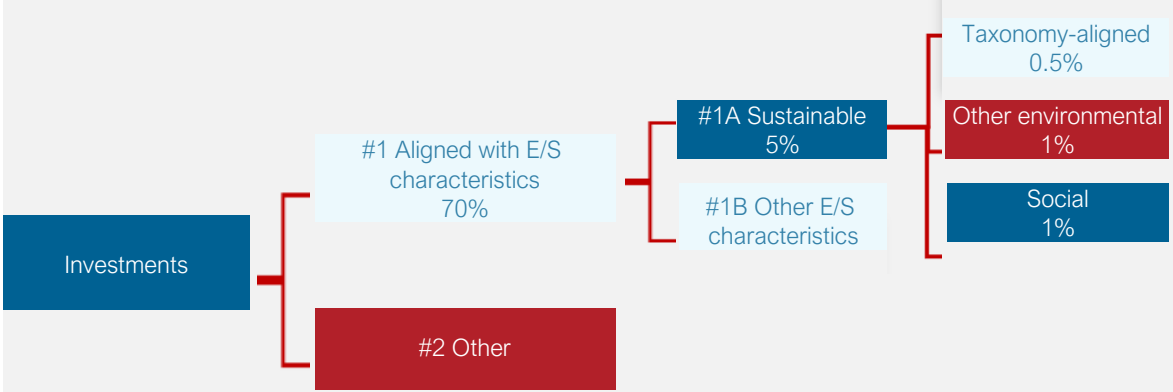 Investments
#1 Aligned with E/S
characteristics
70%
#2 Other
#1A Sustainable
5%
#1B Other E/S
characteristics
Taxonomy-aligned
0.5%
Other environmental
1%
Social
1%